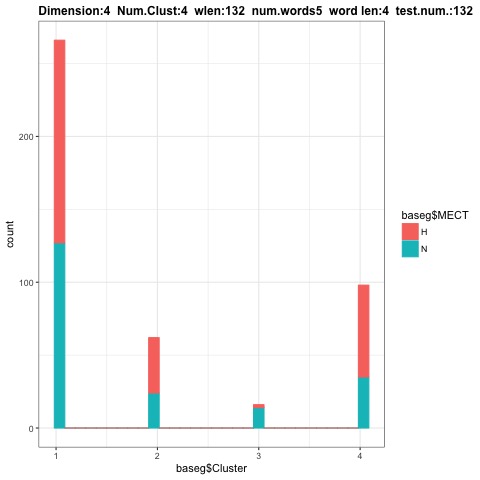 Dimension:4 Num.Clust:4 wlen:132 num.words5 word len:4 test.num.:132
200
100
0
count
1 2 3 4
baseg$Cluster
baseg$MECT
H
N